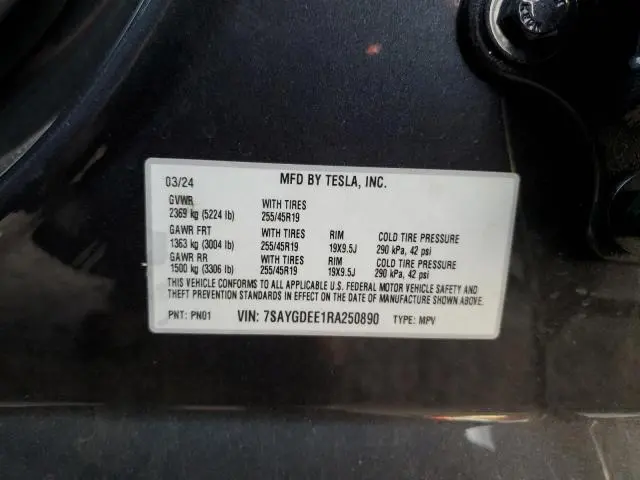 03/24 MFD BY TESLA, INC.
GVWR WITH TIRES
2369 kg (5224 lb) 255/45R19
GAWR FRT WITH TIRES RIM COLD TIRE PRESSURE
1363 kg (3004 lb) 255/45R19 19X9.5J 290 kPa, 42 psi
GAWR RR WITH TIRES RIM COLD TIRE PRESSURE
1500 kg (3306 lb) 255/45R19 19X9.5J 290 kPa, 42 psi
THIS VEHICLE CONFORMS TO ALL APPLICABLE U.S. FEDERAL MOTOR VEHICLE SAFETY AND
THEFT PREVENTION STANDARDS IN EFFECT ON THE DATE OF MANUFACTURE SHOWN ABOVE.
PNT: PN01 VIN: 7SAYGDEE1RA250890 TYPE: MPV